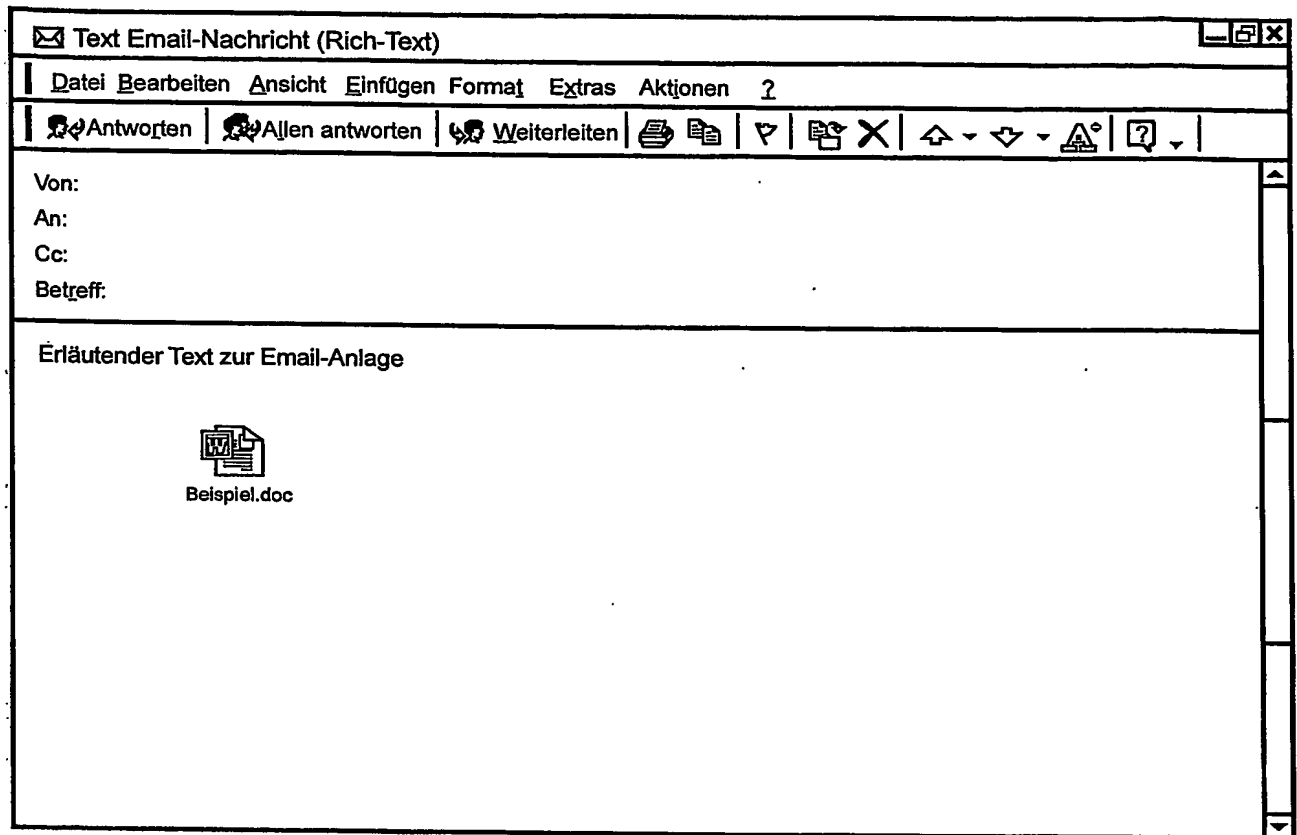 Text Email-Nachricht (Rich-Text)
Datei Bearbeiten Ansicht Einfügen Format Extras Aktionen ?
Antworten Allen antworten Weiterleiten
Von:
An:
Cc:
Betreff:
Erläutender Text zur Email-Anlage
W
Beispiel.doc